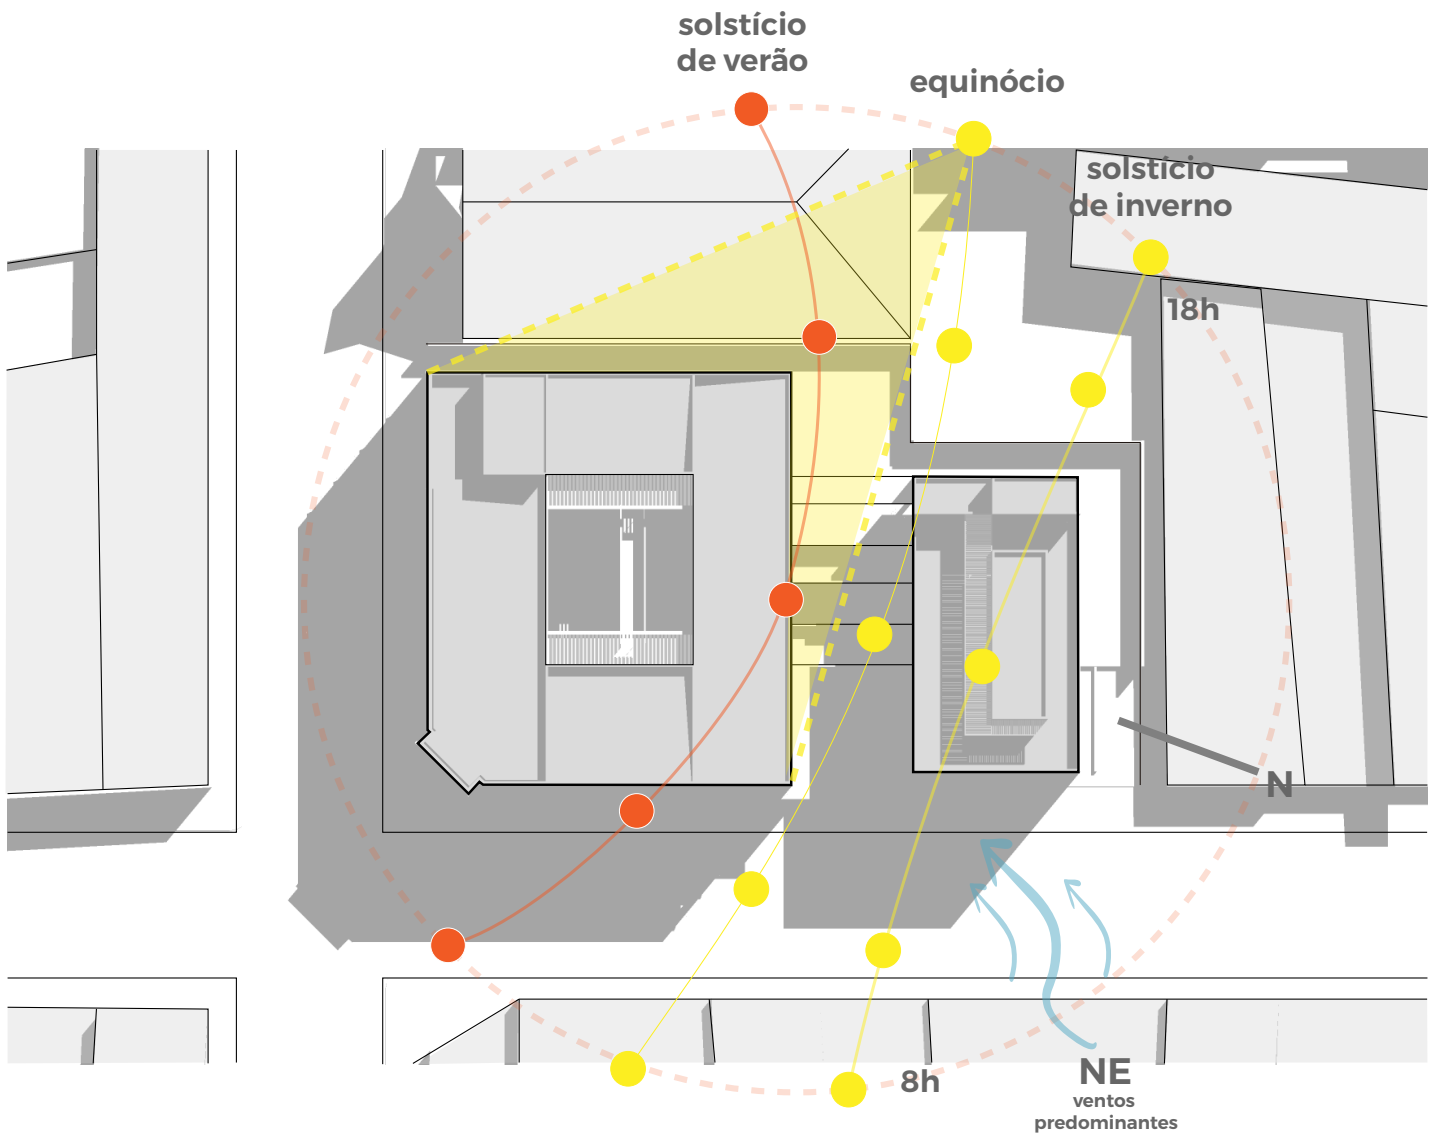 solstício
de verão
equinócio
solstício
de inverno
18h
N
8h
NE
ventos
predominantes